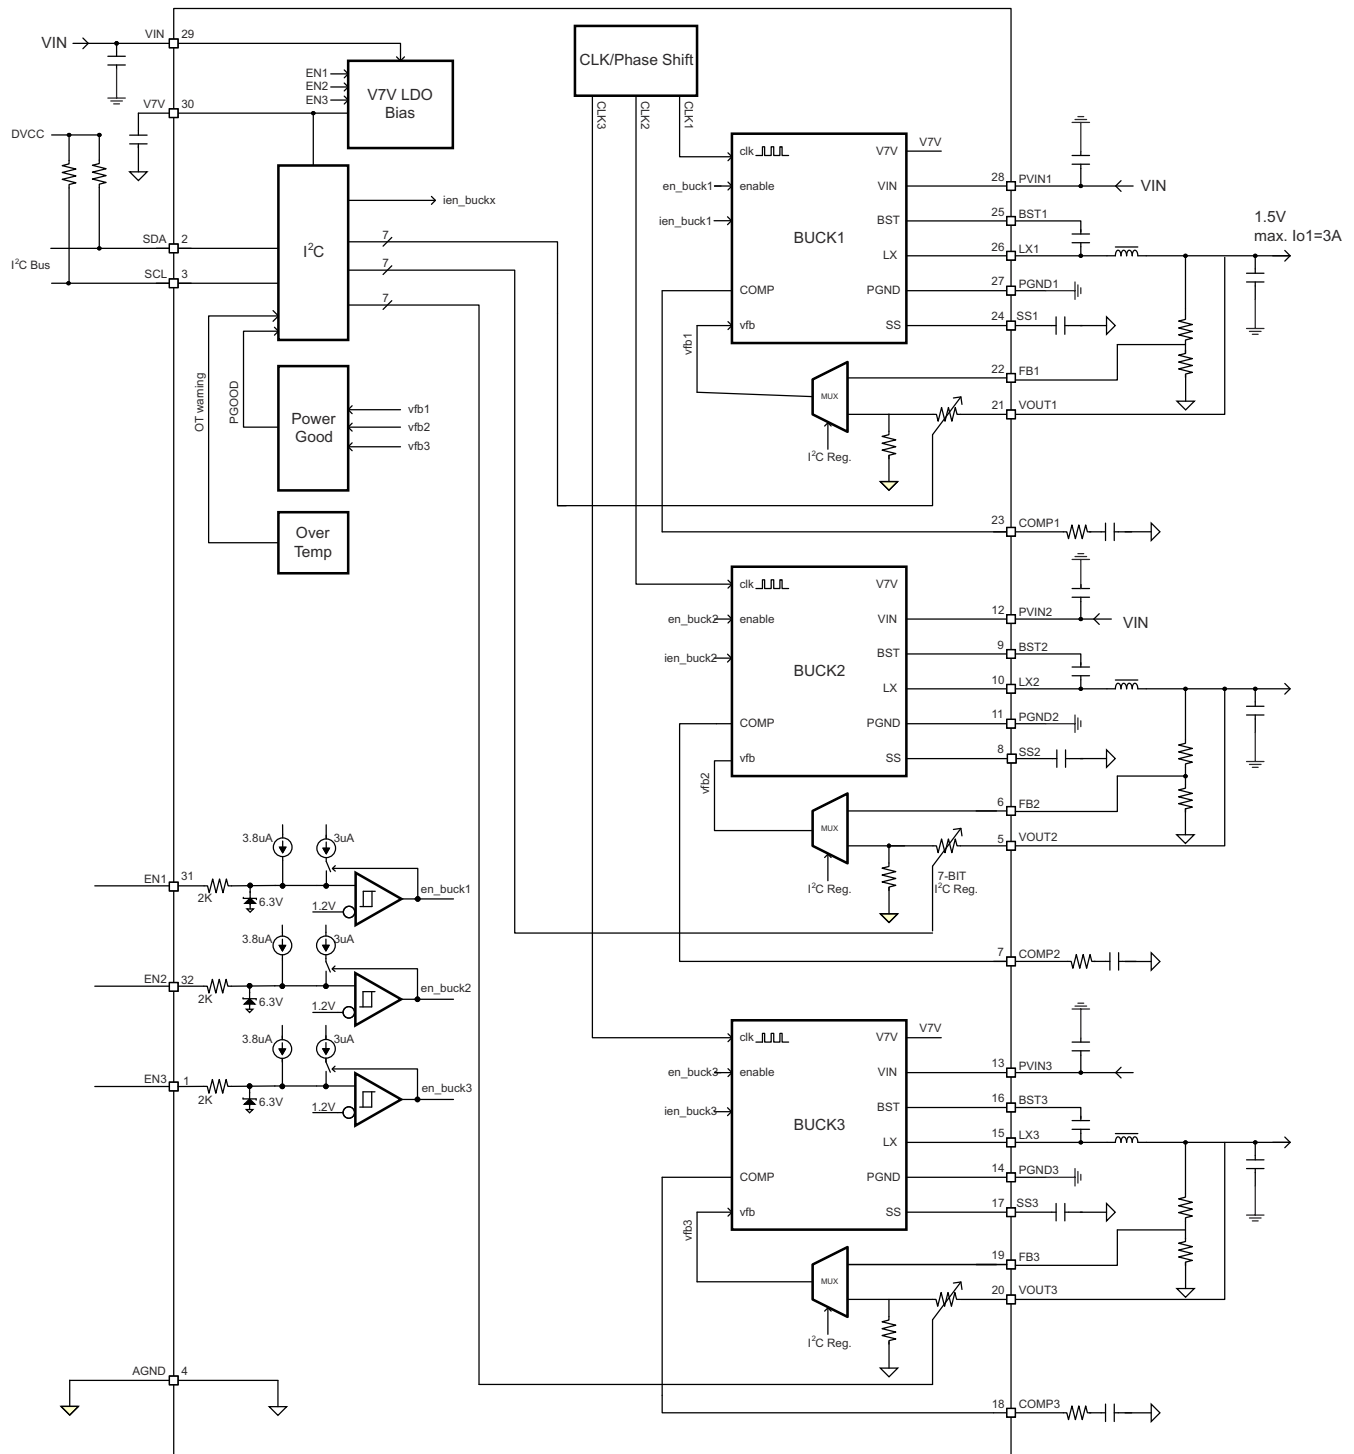 VIN
VIN
29
V7V
30
DVCC
EN1
EN2
EN3
V7V LDO
Bias
SDA
2
I²C Bus
SCL
3
I²C
ien_buckx
7
7
7
OT warning
PGOOD
Power
Good
vfb1
vfb2
vfb3
Over
Temp
CLK/Phase Shift
CLK3
CLK2
CLK1
clk
V7V
V7V
en_buck1
enable
VIN
28
PVIN1
VIN
ien_buck1
BST
25
BST1
BUCK1
LX
26
LX1
1.5V
max. Io1=3A
COMP
PGND
27
PGND1
vfb
SS
24
SS1
vfb1
MUX
22
FB1
21
VOUT1
I²C Reg.
23
COMP1
clk
V7V
en_buck2
enable
VIN
12
PVIN2
VIN
ien_buck2
BST
9
BST2
BUCK2
LX
10
LX2
COMP
PGND
11
PGND2
vfb
SS
8
SS2
vfb2
MUX
6
FB2
5
VOUT2
I²C Reg.
7-BIT
I²C Reg.
7
COMP2
3.8uA
3uA
EN1
31
2K
6.3V
1.2V
en_buck1
3.8uA
3uA
EN2
32
2K
6.3V
1.2V
en_buck2
3.8uA
3uA
EN3
1
2K
6.3V
1.2V
en_buck3
clk
V7V
V7V
en_buck3
enable
VIN
13
PVIN3
ien_buck3
BST
16
BST3
BUCK3
LX
15
LX3
COMP
PGND
14
PGND3
vfb
SS
17
SS3
vfb3
MUX
19
FB3
20
VOUT3
I²C Reg.
AGND
4
18
COMP3